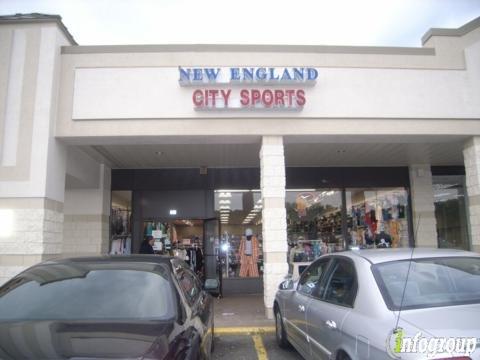 NEW ENGLAND
CITY SPORTS
infogroup